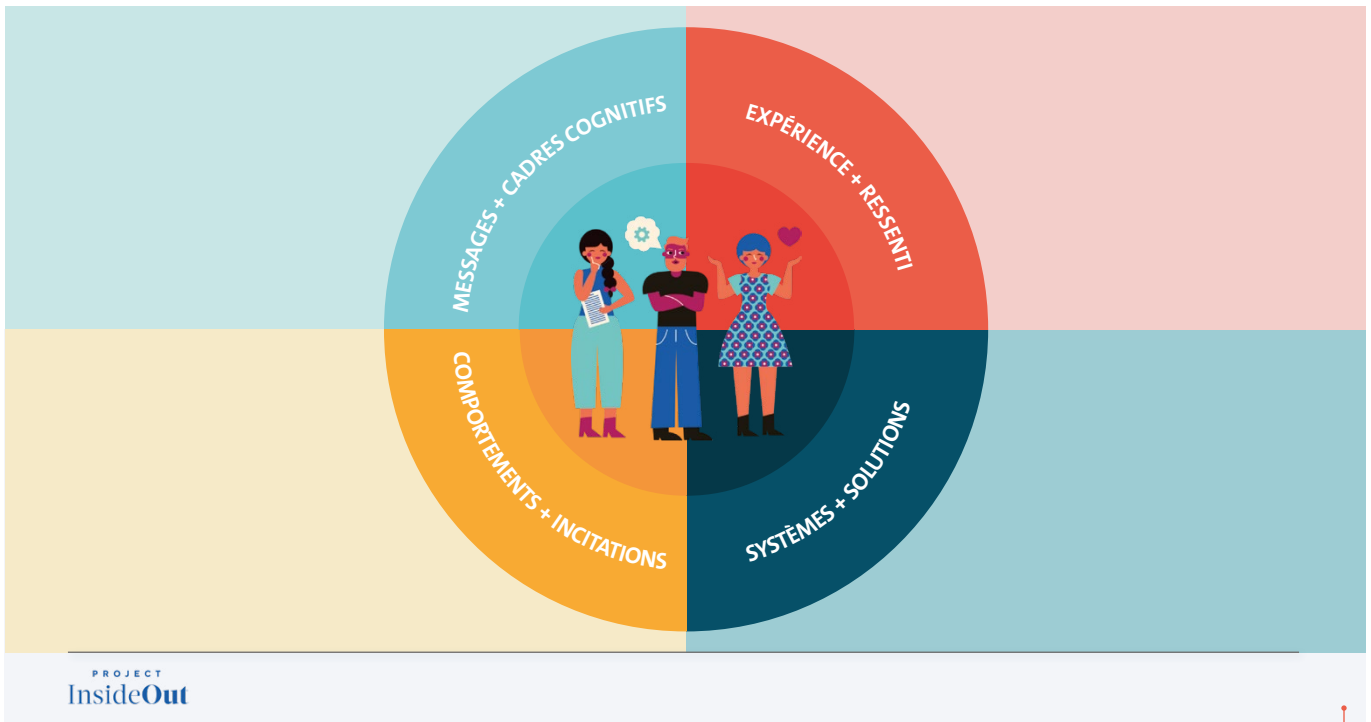 MESSAGES + CADRES COGNITIFS
EXPÉRIENCE + RESSENTI
COMPORTEMENTS + INCITATIONS
SYSTÈMES + SOLUTIONS
PROJECT
InsideOut